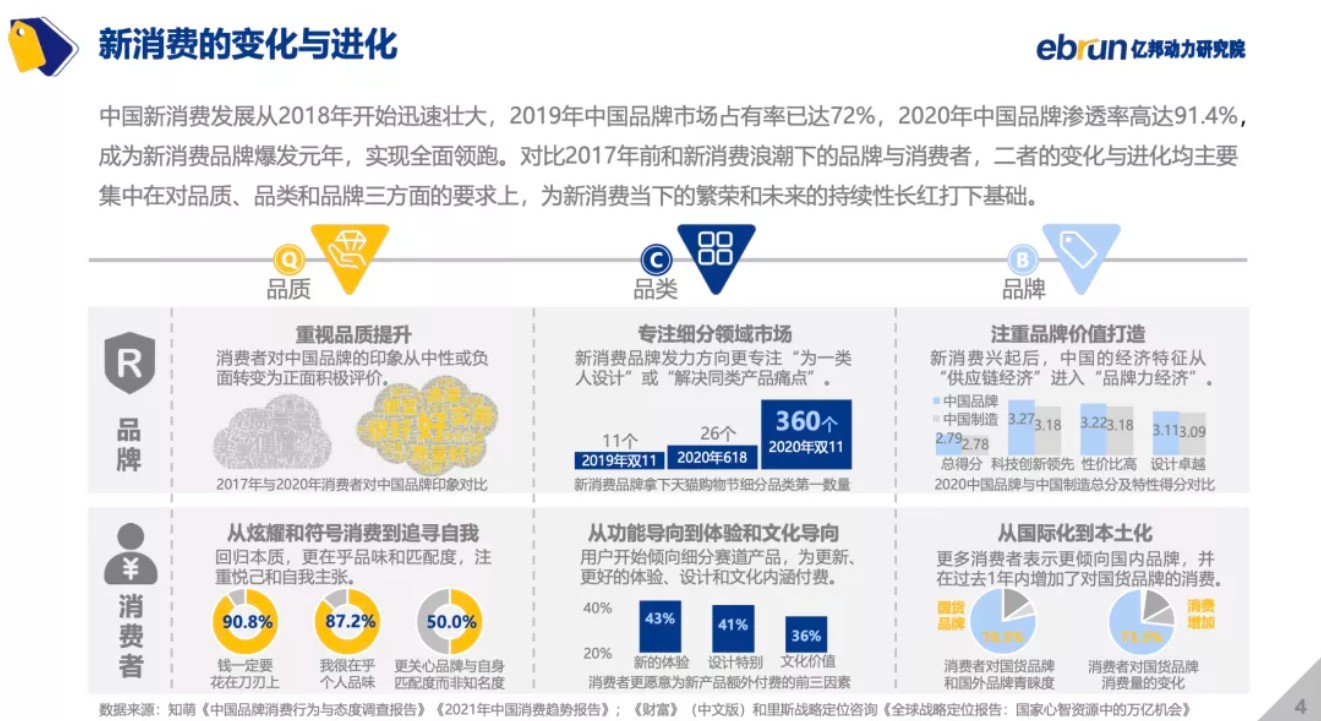 新消费的变化与进化
ebrun亿邦动力研究院
中国新消费发展从2018年开始迅速壮大，2019年中国品牌市场占有率已达72%，2020年中国品牌渗透率高达91.4%，
成为新消费品牌爆发元年，实现全面领跑。对比2017年前和新消费浪潮下的品牌与消费者，二者的变化与进化均主要
集中在对品质、品类和品牌三方面的要求上，为新消费当下的繁荣和未来的持续性长红打下基础。
Q
品质
C
品类
B
品牌
R
品牌
重视品质提升
消费者对中国品牌的印象从中性或负
面转变为正面积极评价。
很好 好 实用
2017年与2020年消费者对中国品牌印象对比
专注细分领域市场
新消费品牌发力方向更专注“为一类
人设计”或“解决同类产品痛点”。
11个
2019年双11
26个
2020年618
360个
2020年双11
新消费品牌拿下天猫购物节细分品类第一数量
注重品牌价值打造
新消费兴起后，中国的经济特征从
“供应链经济”进入“品牌力经济”。
中国品牌
中国制造
2.79 2.78
3.27 3.18
3.22 3.18
3.11 3.09
总得分 科技创新领先 性价比高 设计卓越
2020中国品牌与中国制造总分及特性得分对比
¥
消费者
从炫耀和符号消费到追寻自我
回归本质，更在乎品味和匹配度，注
重悦己和自我主张。
90.8%
87.2%
50.0%
钱一定要
花在刀刃上
我很在乎
个人品味
更关心品牌与自身
匹配度而非知名度
从功能导向到体验和文化导向
用户开始倾向细分赛道产品，为更新、
更好的体验、设计和文化内涵付费。
40%
20%
43%
41%
36%
新的体验 设计特别 文化价值
消费者更愿意为新产品额外付费的前三因素
从国际化到本土化
更多消费者表示更倾向国内品牌，并
在过去1年内增加了对国货品牌的消费。
国货
品牌
消费
增加
消费者对国货品牌
和国外品牌青睐度
消费者对国货品牌
消费量的变化
数据来源：知萌《中国品牌消费行为与态度调查报告》《2021年中国消费趋势报告》；《财富》（中文版）和里斯战略定位咨询《全球战略定位报告：国家心智资源中的万亿机会》
4